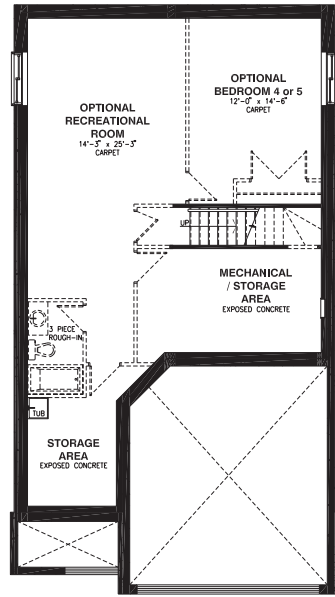 OPTIONAL
RECREATIONAL
ROOM
14'-3" x 25'-3"
CARPET
OPTIONAL
BEDROOM 4 or 5
12'-0" x 14'-6"
CARPET
UP
MECHANICAL
/ STORAGE
AREA
EXPOSED CONCRETE
3 PIECE
ROUGH-IN
TUB
STORAGE
AREA
EXPOSED CONCRETE